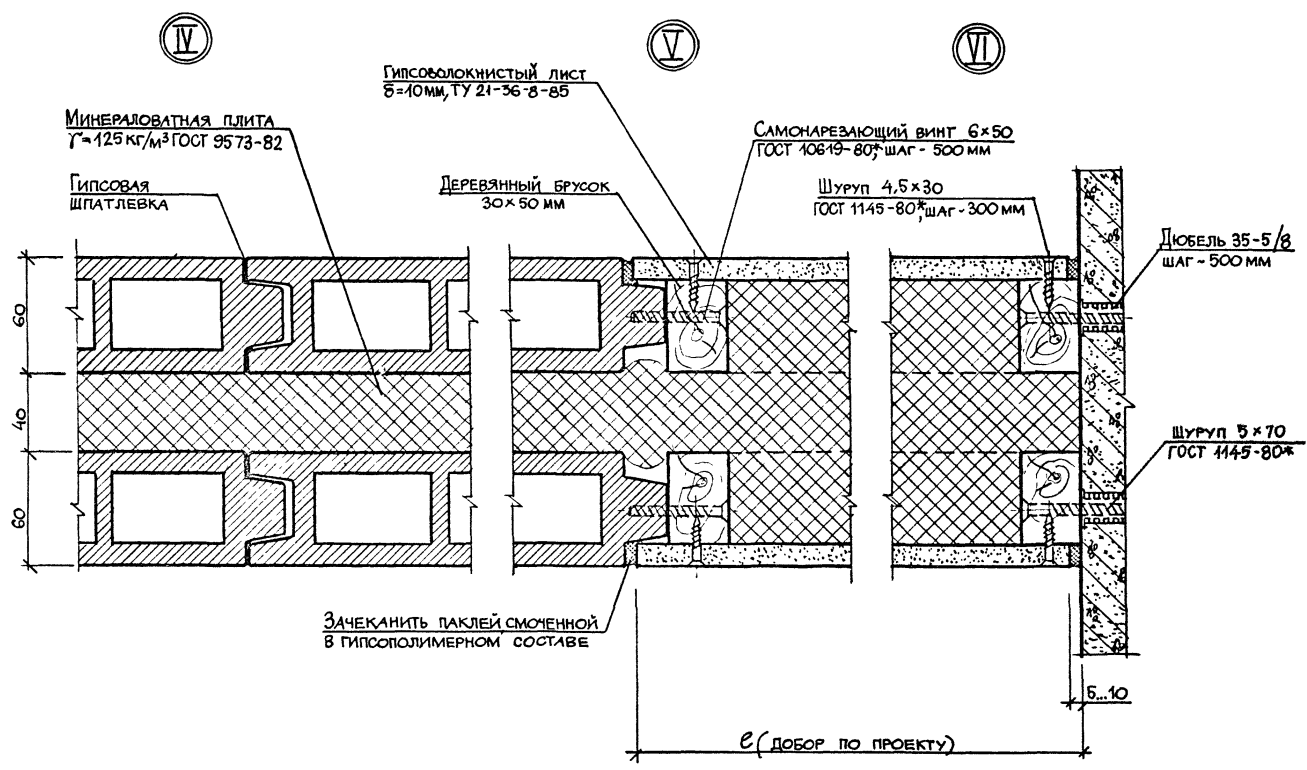 IV
V
VI
Гипсоволокнистый лист
δ=10мм, ТУ 21-36-8-85
Минераловатная плита
γ=125 кг/м³ ГОСТ 9573-82
Самонарезающий винт 6×50
ГОСТ 10619-80*, шаг ~ 500 мм
Гипсовая
шпатлевка
Деревянный брусок
30×50 мм
Шуруп 4,5×30
ГОСТ 1145-80*, шаг ~ 300 мм
Дюбель 35-5/8
шаг ~ 500 мм
60
40
60
Шуруп 5×70
ГОСТ 1145-80*
Зачеканить паклей смоченной
в гипсополимерном составе
5...10
ℓ (добор по проекту)